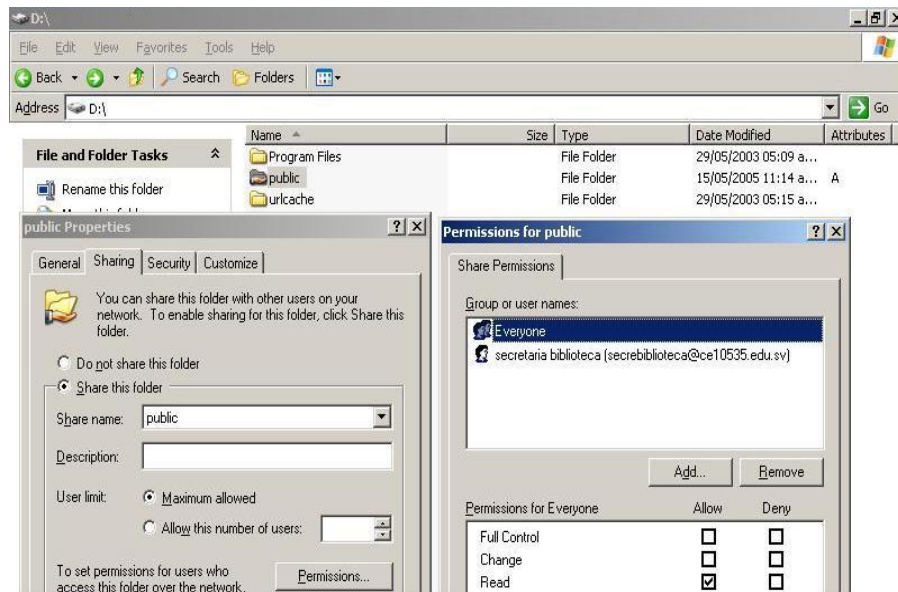 D:\
File Edit View Favorites Tools Help
Back Search Folders
Address D:\ Go
Name Size Type Date Modified Attributes
File and Folder Tasks
Rename this folder
Program Files File Folder 29/05/2003 05:09 a...
public File Folder 15/05/2005 11:14 a... A
urlcache File Folder 29/05/2003 05:15 a...
public Properties
General Sharing Security Customize
You can share this folder with other users on your
network. To enable sharing for this folder, click Share this
folder.
Do not share this folder
Share this folder
Share name: public
Description:
User limit: Maximum allowed
Allow this number of users:
To set permissions for users who
access this folder over the network,
Permissions...
Permissions for public
Share Permissions
Group or user names:
Everyone
secretaria biblioteca (secrebiblioteca@ce10535.edu.sv)
Add... Remove
Permissions for Everyone Allow Deny
Full Control
Change
Read